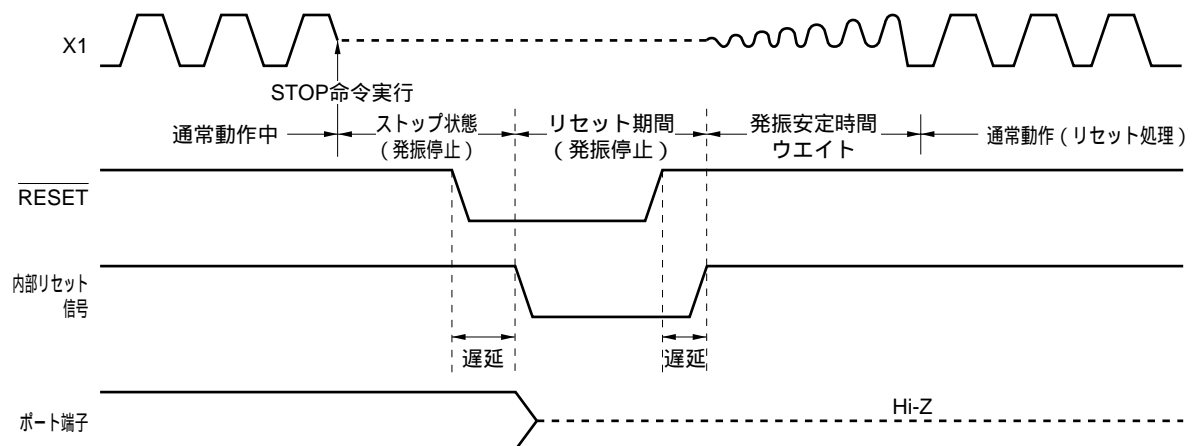 X1
STOP命令実行
通常動作中
ストップ状態
(発振停止)
リセット期間
(発振停止)
発振安定時間
ウエイト
通常動作(リセット処理)
RESET
内部リセット
信号
遅延
遅延
ポート端子
Hi-Z